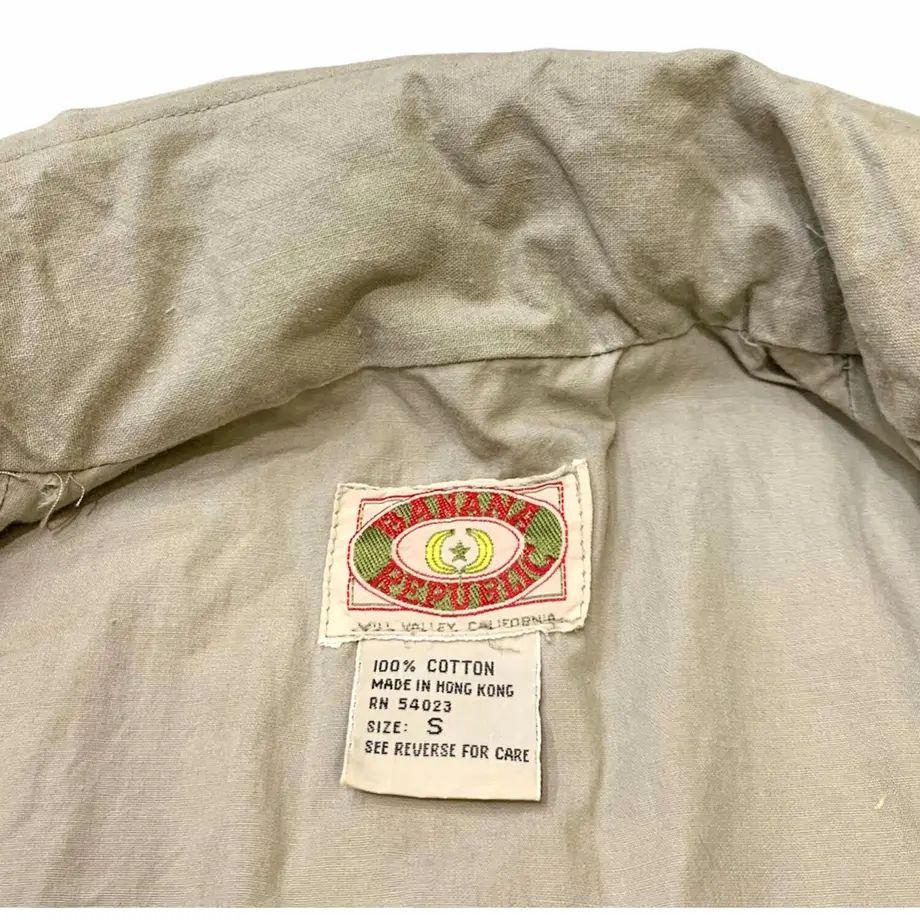 BANANA
REPUBLIC
MILL VALLEY, CALIFORNIA
100% COTTON
MADE IN HONG KONG
RN 54023
SIZE: S
SEE REVERSE FOR CARE